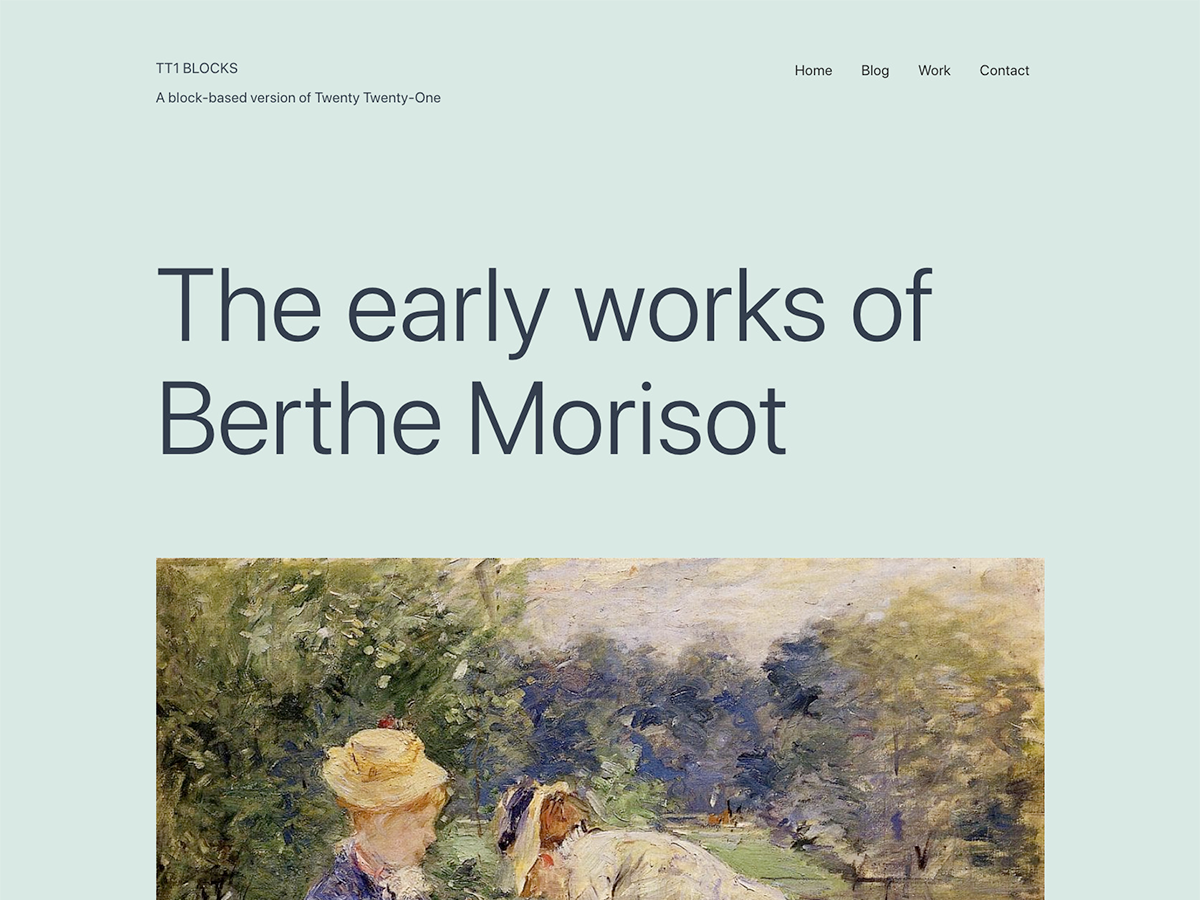 TT1 BLOCKS
Home Blog Work Contact
A block-based version of Twenty Twenty-One
The early works of
Berthe Morisot